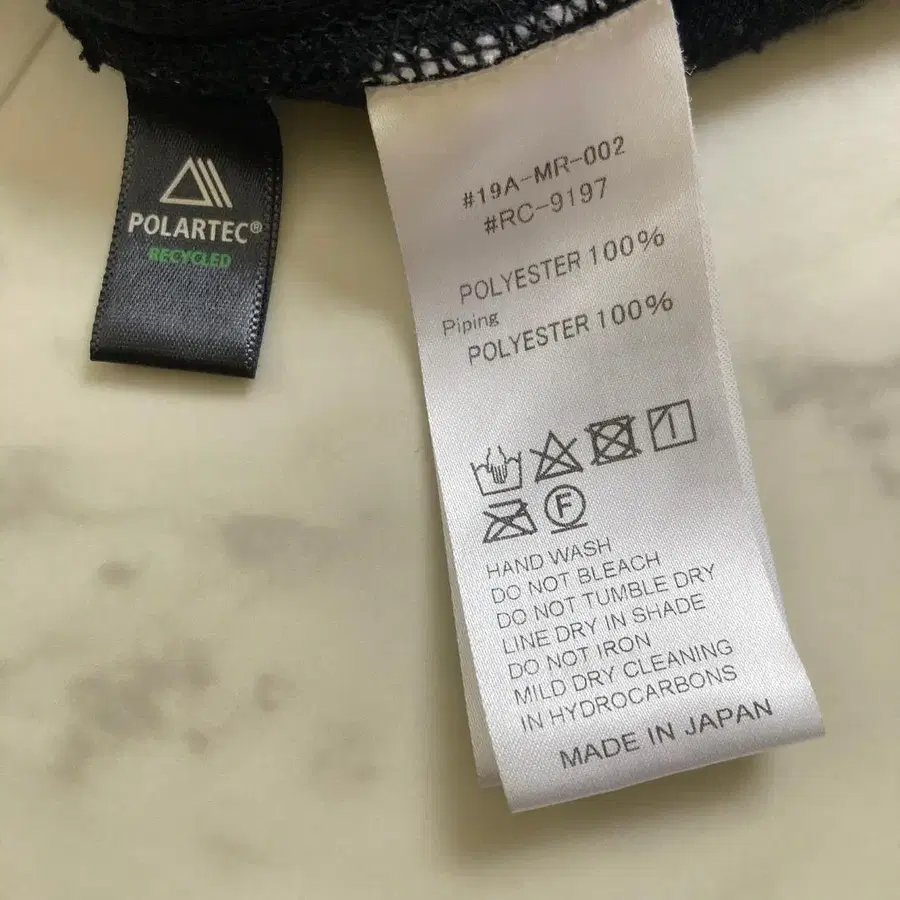 POLARTEC®
RECYCLED
#19A-MR-002
#RC-9197
POLYESTER 100%
Piping
POLYESTER 100%
F
HAND WASH
DO NOT BLEACH
DO NOT TUMBLE DRY
LINE DRY IN SHADE
DO NOT IRON
MILD DRY CLEANING
IN HYDROCARBONS
MADE IN JAPAN